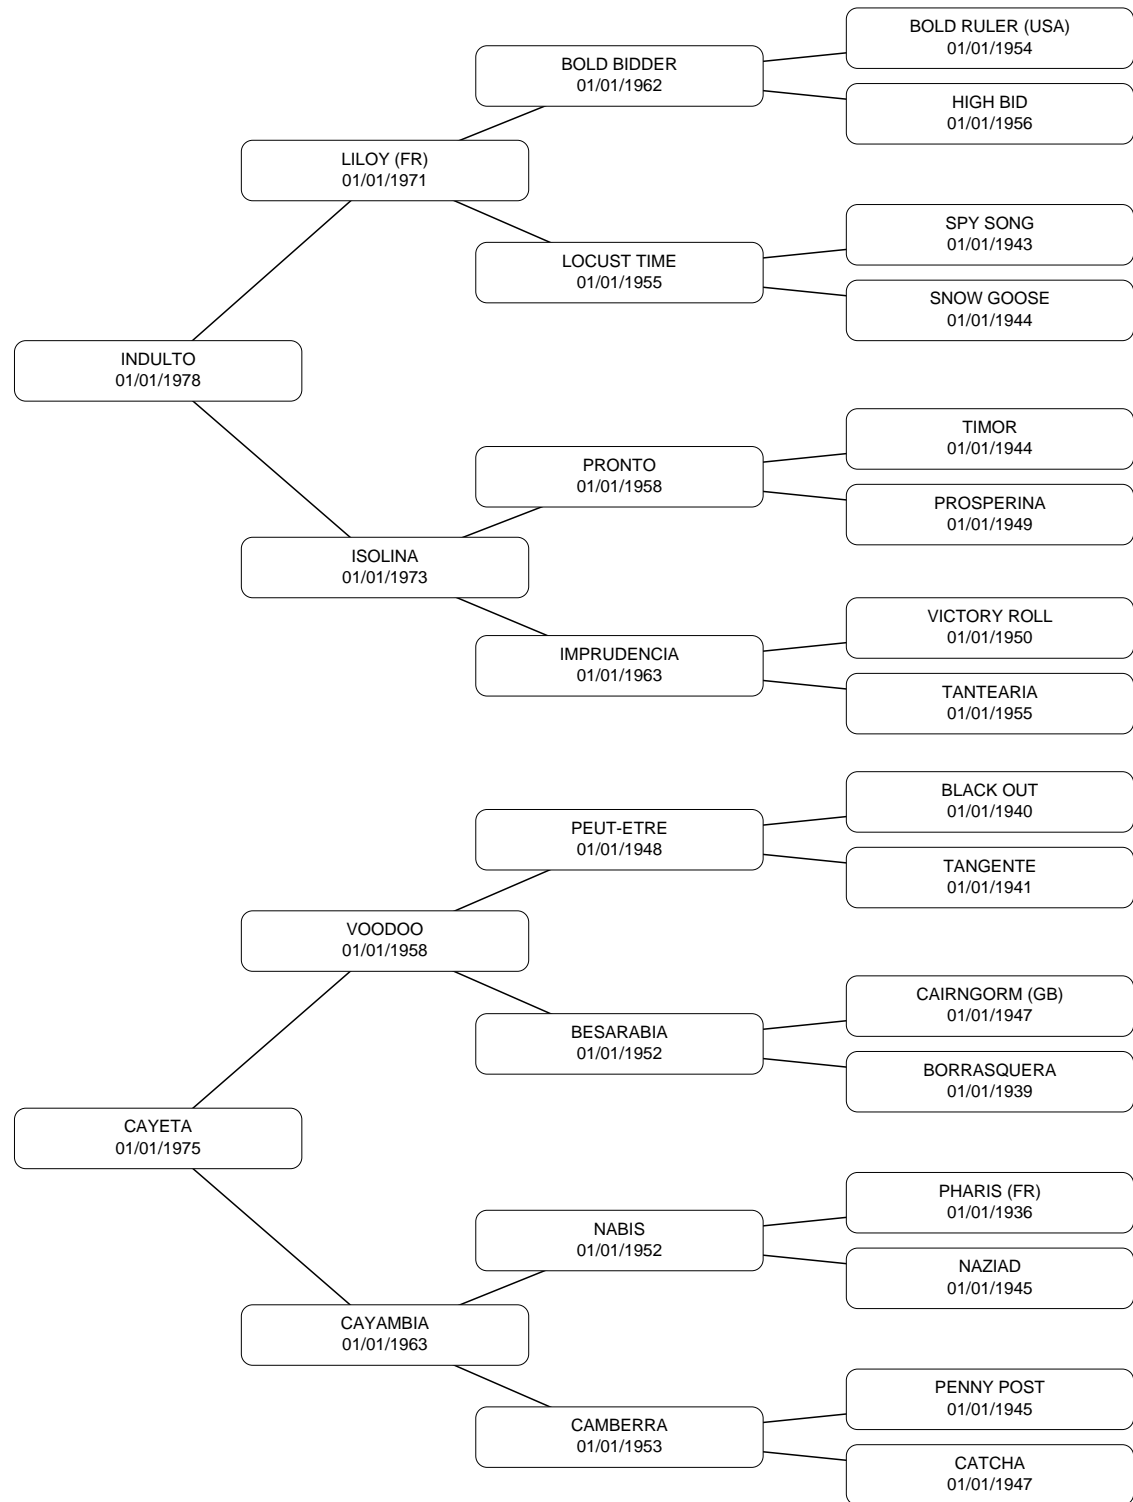 BOLD RULER (USA)
01/01/1954
BOLD BIDDER
01/01/1962
HIGH BID
01/01/1956
LILOY (FR)
01/01/1971
SPY SONG
01/01/1943
LOCUST TIME
01/01/1955
SNOW GOOSE
01/01/1944
INDULTO
01/01/1978
TIMOR
01/01/1944
PRONTO
01/01/1958
PROSPERINA
01/01/1949
ISOLINA
01/01/1973
VICTORY ROLL
01/01/1950
IMPRUDENCIA
01/01/1963
TANTEARIA
01/01/1955
BLACK OUT
01/01/1940
PEUT-ETRE
01/01/1948
TANGENTE
01/01/1941
VOODOO
01/01/1958
CAIRNGORM (GB)
01/01/1947
BESARABIA
01/01/1952
BORRASQUERA
01/01/1939
CAYETA
01/01/1975
PHARIS (FR)
01/01/1936
NABIS
01/01/1952
NAZIAD
01/01/1945
CAYAMBIA
01/01/1963
PENNY POST
01/01/1945
CAMBERRA
01/01/1953
CATCHA
01/01/1947